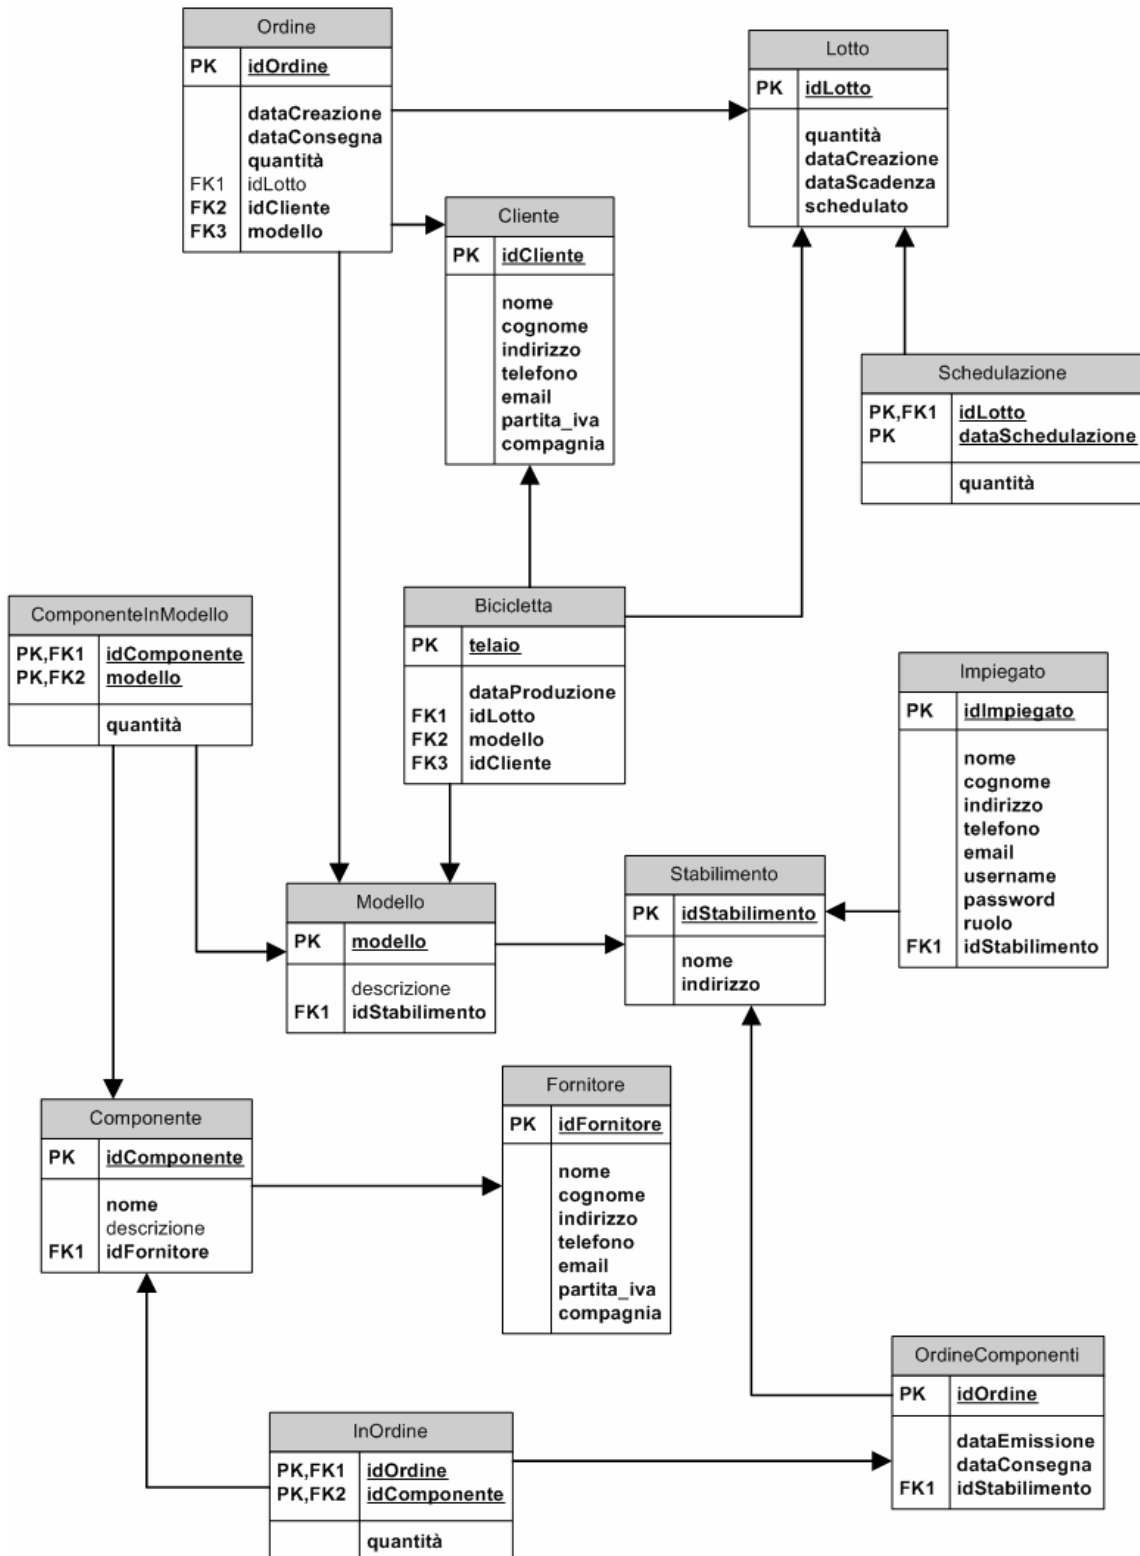 Ordine
PK idOrdine
dataCreazione
dataConsegna
quantità
FK1 idLotto
FK2 idCliente
FK3 modello
Lotto
PK idLotto
quantità
dataCreazione
dataScadenza
schedulato
Cliente
PK idCliente
nome
cognome
indirizzo
telefono
email
partita_iva
compagnia
Schedulazione
PK,FK1 idLotto
PK dataSchedulazione
quantità
ComponenteInModello
PK,FK1 idComponente
PK,FK2 modello
quantità
Bicicletta
PK telaio
dataProduzione
FK1 idLotto
FK2 modello
FK3 idCliente
Impiegato
PK idImpiegato
nome
cognome
indirizzo
telefono
email
username
password
ruolo
FK1 idStabilimento
Modello
PK modello
descrizione
FK1 idStabilimento
Stabilimento
PK idStabilimento
nome
indirizzo
Componente
PK idComponente
nome
descrizione
FK1 idFornitore
Fornitore
PK idFornitore
nome
cognome
indirizzo
telefono
email
partita_iva
compagnia
OrdineComponenti
PK idOrdine
dataEmissione
dataConsegna
FK1 idStabilimento
InOrdine
PK,FK1 idOrdine
PK,FK2 idComponente
quantità